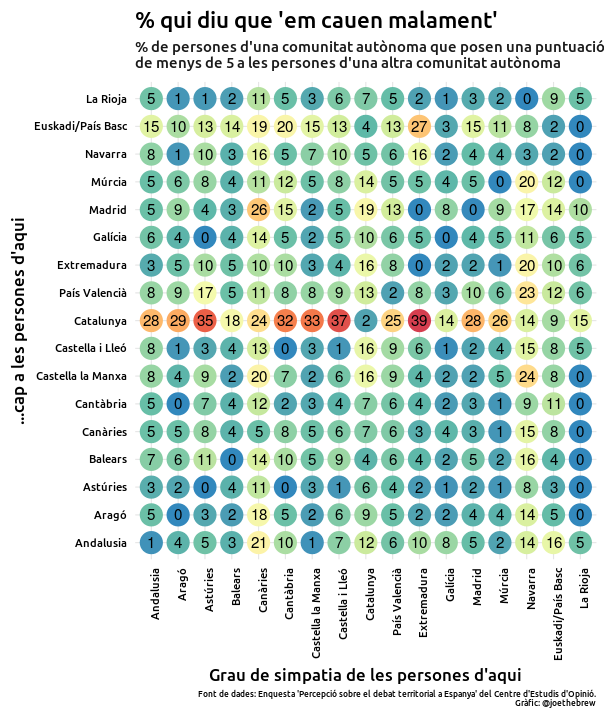 % qui diu que 'em cauen malament'
% de persones d'una comunitat autònoma que posen una puntuació
de menys de 5 a les persones d'una altra comunitat autònoma
...cap a les persones d'aquí
La Rioja 5 1 1 2 11 5 3 6 7 5 2 1 3 2 0 9 5
Euskadi/País Basc 15 10 13 14 19 20 15 13 4 13 27 3 15 11 8 2 0
Navarra 8 1 10 3 16 5 7 10 5 6 16 2 4 4 3 2 0
Múrcia 5 6 8 4 11 12 5 8 14 5 5 4 5 0 20 12 0
Madrid 5 9 4 3 26 15 2 5 19 13 0 8 0 9 17 14 10
Galícia 6 4 0 4 14 5 2 5 10 6 5 0 4 5 11 6 5
Extremadura 3 5 10 5 10 10 3 4 16 8 0 2 2 1 20 10 6
País Valencià 8 9 17 5 11 8 8 9 13 2 8 3 10 6 23 12 6
Catalunya 28 29 35 18 24 32 33 37 2 25 39 14 28 26 14 9 15
Castella i Lleó 8 1 3 4 13 0 3 1 16 9 6 1 2 4 15 8 5
Castella la Manxa 8 4 9 2 20 7 2 6 16 9 4 2 2 5 24 8 0
Cantàbria 5 0 7 4 12 2 3 4 7 6 4 2 3 1 9 11 0
Canàries 5 5 8 4 5 8 5 6 7 6 3 4 3 1 15 8 0
Balears 7 6 11 0 14 10 5 9 4 6 4 2 5 2 16 4 0
Astúries 3 2 0 4 11 0 3 1 6 4 2 1 2 1 8 3 0
Aragó 5 0 3 2 18 5 2 6 9 5 2 2 4 4 14 5 0
Andalusia 1 4 5 3 21 10 1 7 12 6 10 8 5 2 14 16 5
Andalusia
Aragó
Astúries
Balears
Canàries
Cantàbria
Castella la Manxa
Castella i Lleó
Catalunya
País Valencià
Extremadura
Galícia
Madrid
Múrcia
Navarra
Euskadi/País Basc
La Rioja
Grau de simpatia de les persones d'aquí
Font de dades: Enquesta 'Percepció sobre el debat territorial a Espanya' del Centre d'Estudis d'Opinió.
Gràfic: @joethebrew